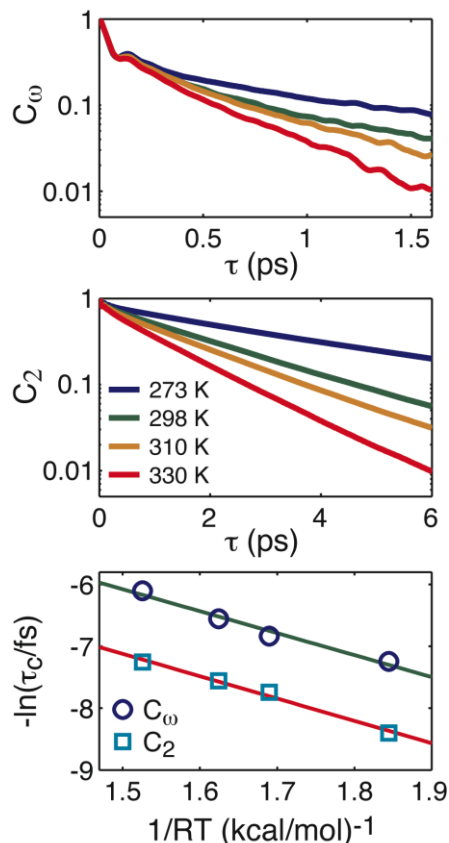 1
0.1
0.01
C_ω
0 0.5 1 1.5
τ (ps)
1
0.1
0.01
C₂
273 K
298 K
310 K
330 K
0 2 4 6
τ (ps)
-6
-7
-8
-9
-ln(τ_c/fs)
C_ω
C₂
1.5 1.6 1.7 1.8 1.9
1/RT (kcal/mol)⁻¹